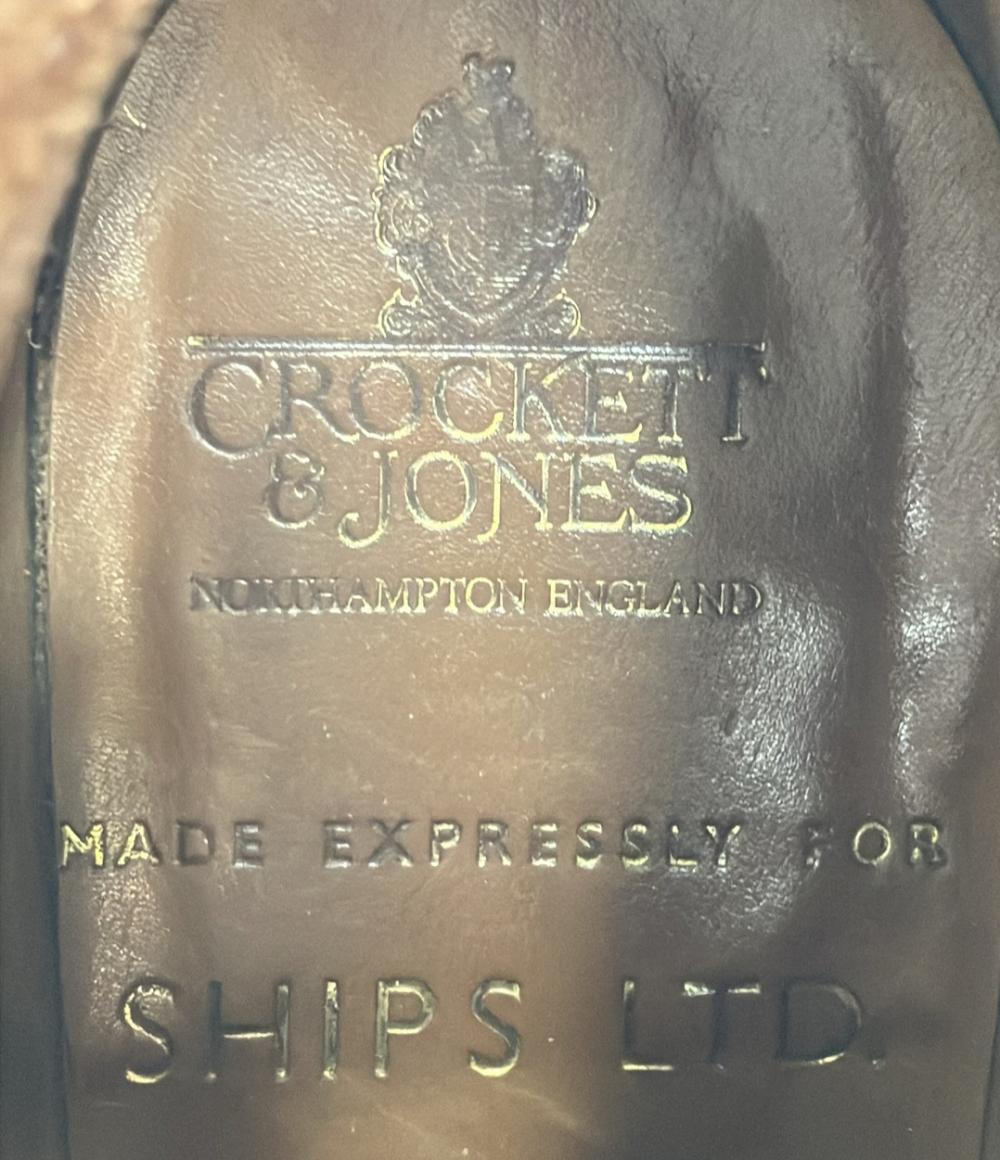 CROCKETT
& JONES
NORTHAMPTON ENGLAND
MADE EXPRESSLY FOR
SHIPS LTD.